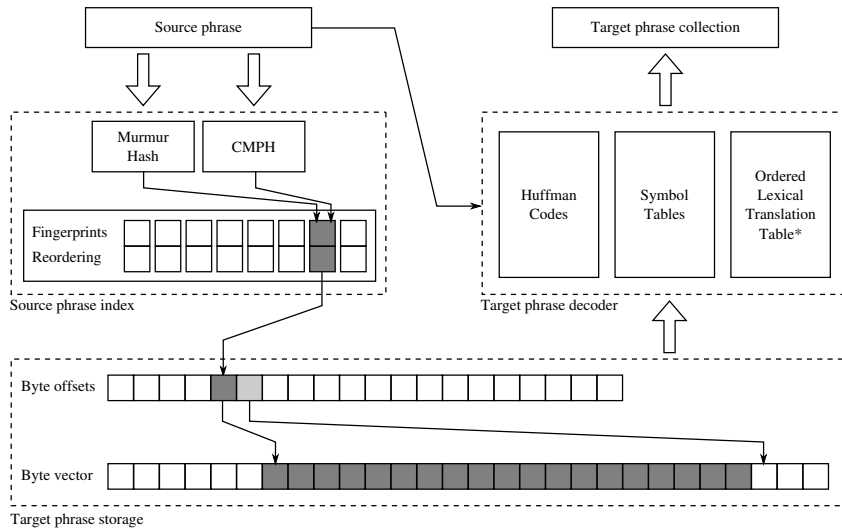 Source phrase
Target phrase collection
Murmur
Hash
CMPH
Fingerprints
Reordering
Source phrase index
Huffman
Codes
Symbol
Tables
Ordered
Lexical
Translation
Table*
Target phrase decoder
Byte offsets
Byte vector
Target phrase storage